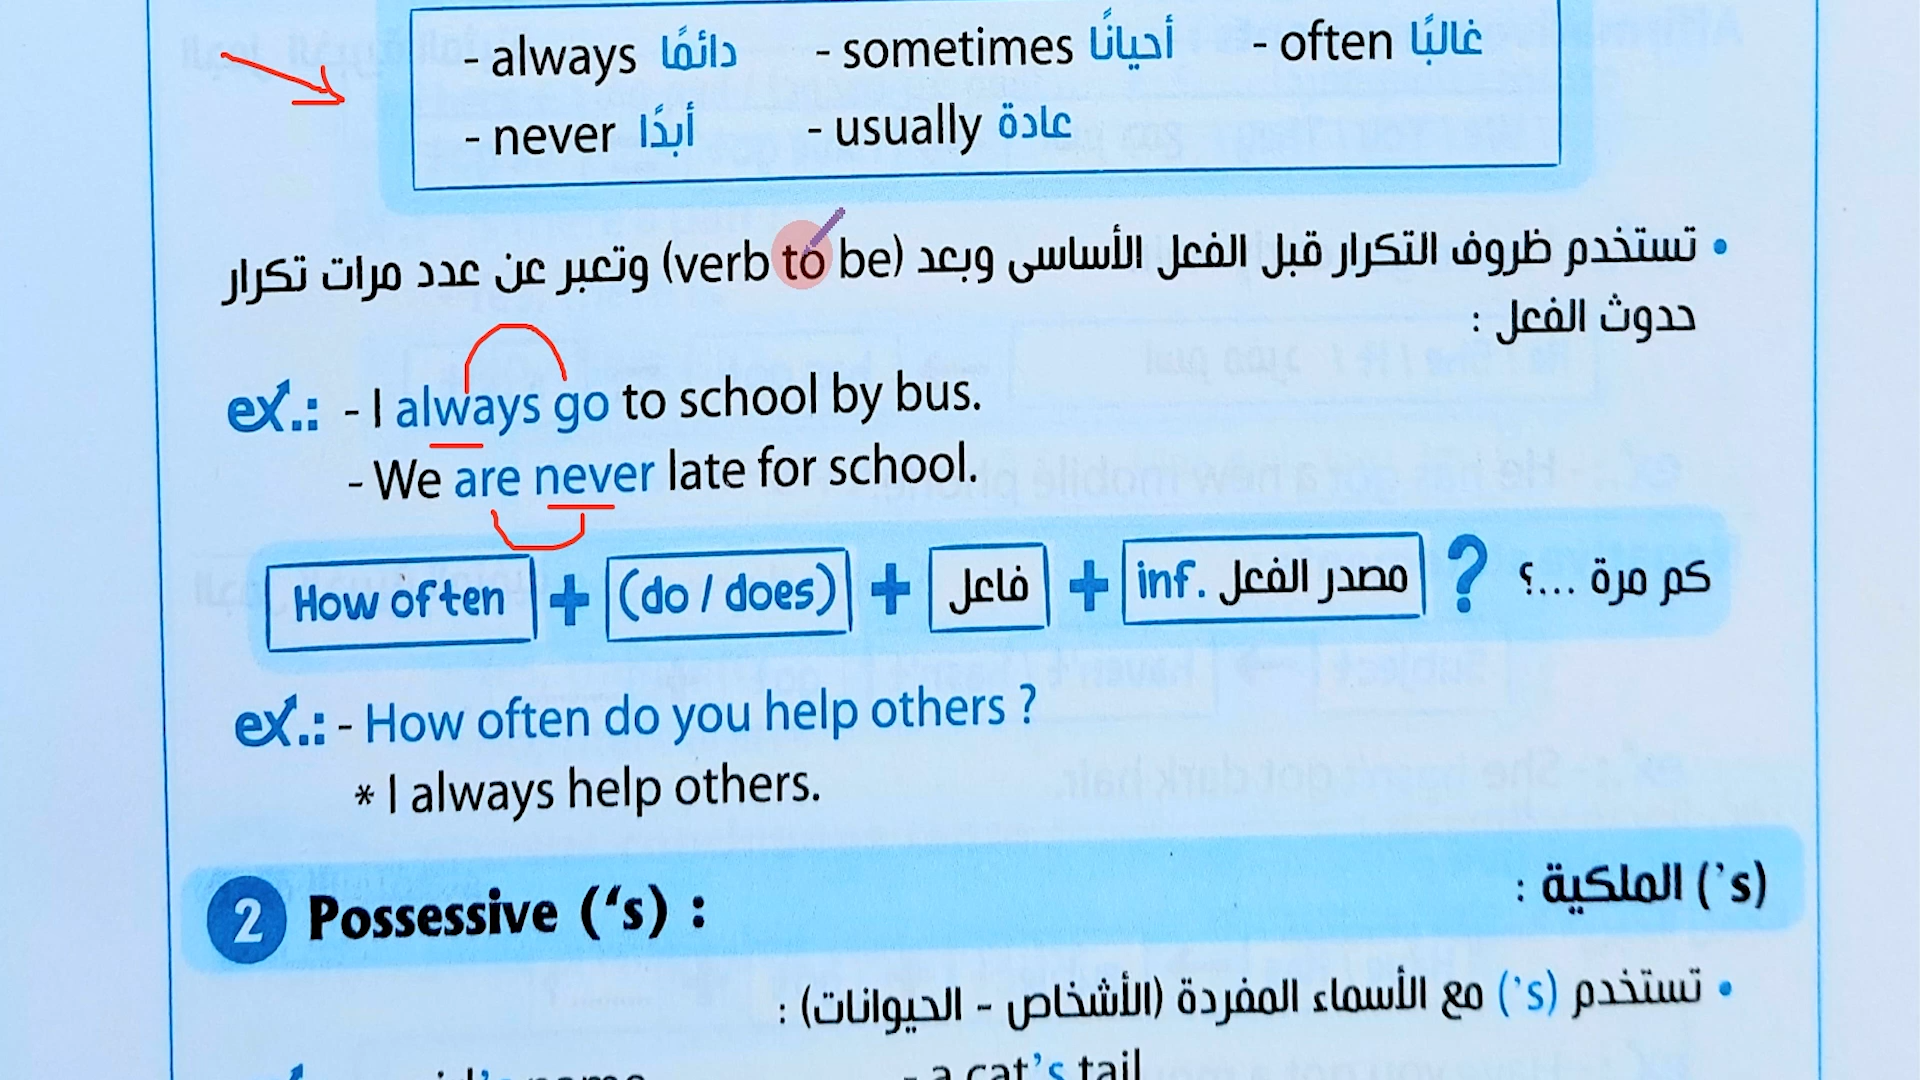 - always دائمًا - sometimes أحيانًا - often غالبًا
- never أبدًا - usually عادة
• تستخدم ظروف التكرار قبل الفعل الأساسى وبعد (verb to be) وتعبر عن عدد مرات تكرار
حدوث الفعل :
ex.: - I always go to school by bus.
- We are never late for school.
How often + (do / does) + فاعل + inf. مصدر الفعل ? كم مرة ...؟
ex.: - How often do you help others ?
* I always help others.
2 Possessive (‘s) : (’s) الملكية :
• تستخدم (’s) مع الأسماء المفردة (الأشخاص - الحيوانات) :
- a cat’s tail